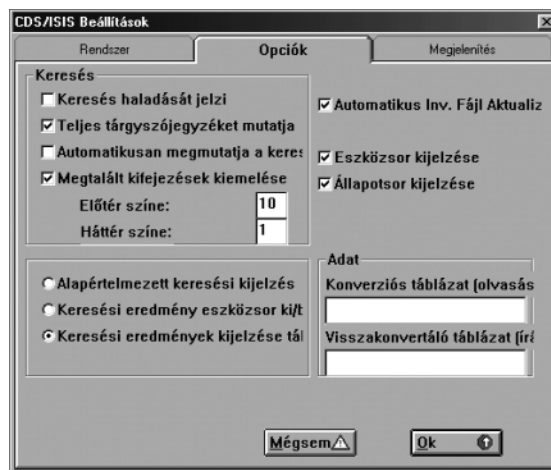 CDS/ISIS Beállítások
Rendszer
Opciók
Megjelenítés
Keresés
Keresés haladását jelzi
Teljes tárgyszójegyzéket mutatja
Automatikusan megmutatja a keres
Megtalált kifejezések kiemelése
Előtér színe: 10
Háttér színe: 1
Automatikus Inv. Fájl Aktualiz
Eszközsor kijelzése
Állapotsor kijelzése
Alapértelmezett keresési kijelzés
Keresési eredmény eszközsor ki/b
Keresési eredmények kijelzése tál
Adat
Konverziós táblázat (olvasás
Visszakonvertáló táblázat (írá
Mégsem
Ok